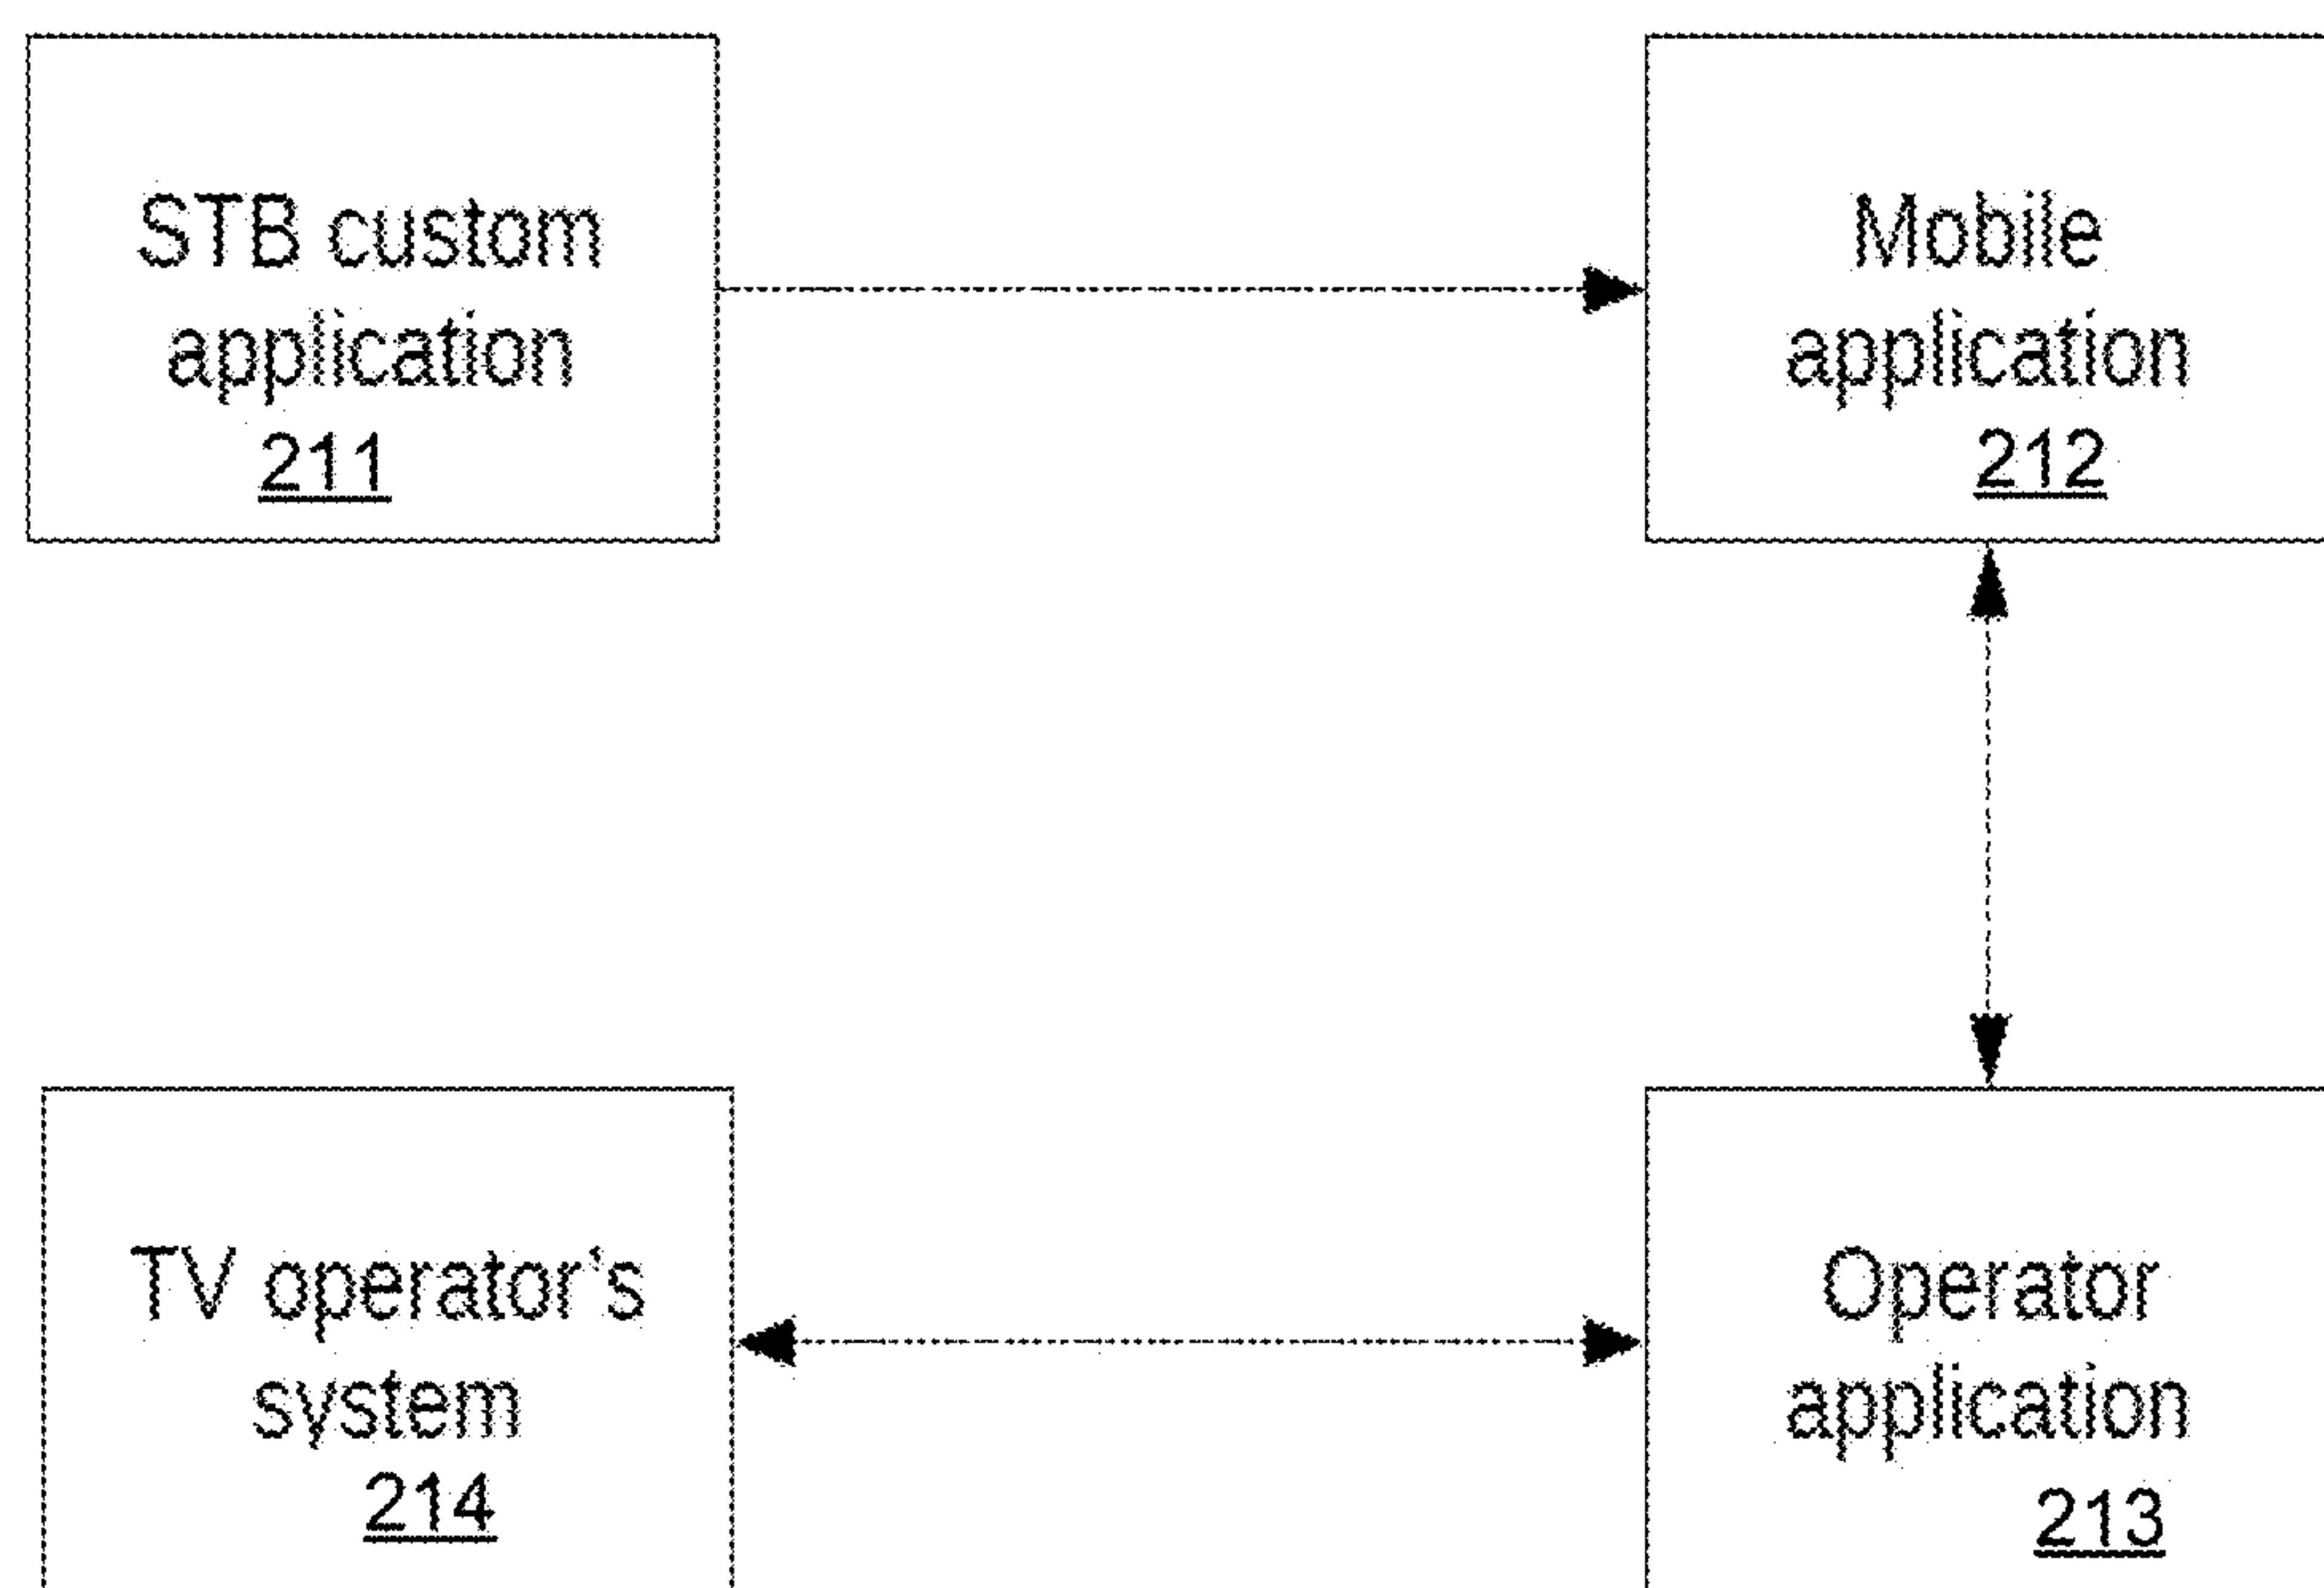 STB custom
application
211
Mobile
application
212
TV operator's
system
214
Operator
application
213